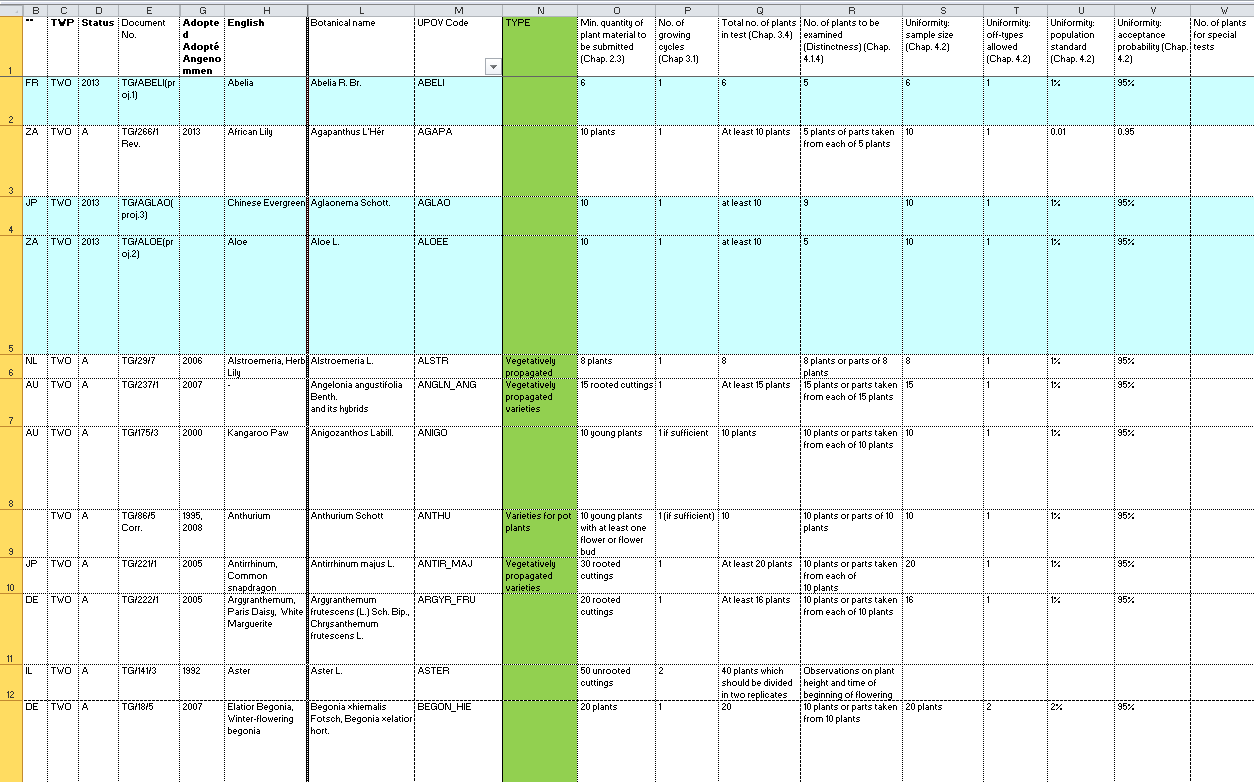 B C D E G H L M N O P Q R S T U V W
1 -- TWP Status Document No. Adopted Adopté Angenommen English Botanical name UPOV Code TYPE Min. quantity of plant material to be submitted (Chap. 2.3) No. of growing cycles (Chap 3.1) Total no. of plants in test (Chap. 3.4) No. of plants to be examined (Distinctness) (Chap. 4.1.4) Uniformity: sample size (Chap. 4.2) Uniformity: off-types allowed (Chap. 4.2) Uniformity: population standard (Chap. 4.2) Uniformity: acceptance probability (Chap. 4.2) No. of plants for special tests
2 FR TWO 2013 TG/ABELI(proj.1) Abelia Abelia R. Br. ABELI 6 1 6 5 6 1 1% 95%
3 ZA TWO A TG/266/1 Rev. 2013 African Lily Agapanthus L'Hér AGAPA 10 plants 1 At least 10 plants 5 plants of parts taken from each of 5 plants 10 1 0.01 0.95
4 JP TWO 2013 TG/AGLAO(proj.3) Chinese Evergreen Aglaonema Schott. AGLAO 10 1 at least 10 9 10 1 1% 95%
5 ZA TWO 2013 TG/ALOE(proj.2) Aloe Aloe L. ALOEE 10 1 at least 10 5 10 1 1% 95%
6 NL TWO A TG/29/7 2006 Alstroemeria, Herb Lily Alstroemeria L. ALSTR Vegetatively propagated 8 plants 1 8 8 plants or parts of 8 plants 8 1 1% 95%
7 AU TWO A TG/237/1 2007 - Angelonia angustifolia Benth. and its hybrids ANGLN_ANG Vegetatively propagated varieties 15 rooted cuttings 1 At least 15 plants 15 plants or parts taken from each of 15 plants 15 1 1% 95%
8 AU TWO A TG/175/3 2000 Kangaroo Paw Anigozanthos Labill. ANIGO 10 young plants 1 if sufficient 10 plants 10 plants or parts taken from each of 10 plants 10 1 1% 95%
9 TWO A TG/86/5 Corr. 1995, 2008 Anthurium Anthurium Schott ANTHU Varieties for pot plants 10 young plants with at least one flower or flower bud 1 (if sufficient) 10 10 plants or parts of 10 plants 10 1 1% 95%
10 JP TWO A TG/221/1 2005 Antirrhinum, Common snapdragon Antirrhinum majus L. ANTIR_MAJ Vegetatively propagated varieties 30 rooted cuttings 1 At least 20 plants 10 plants or parts taken from each of 10 plants 20 1 1% 95%
11 DE TWO A TG/222/1 2005 Argyranthemum, Paris Daisy, White Marguerite Argyranthemum frutescens (L.) Sch. Bip., Chrysanthemum frutescens L. ARGYR_FRU 20 rooted cuttings 1 At least 16 plants 10 plants or parts taken from each of 10 plants 16 1 1% 95%
12 IL TWO A TG/141/3 1992 Aster Aster L. ASTER 50 unrooted cuttings 2 40 plants which should be divided in two replicates Observations on plant height and time of beginning of flowering
DE TWO A TG/18/5 2007 Elatior Begonia, Winter-flowering begonia Begonia ×hiemalis Fotsch, Begonia ×elatior hort. BEGON_HIE 20 plants 1 20 10 plants or parts taken from 10 plants 20 plants 2 2% 95%